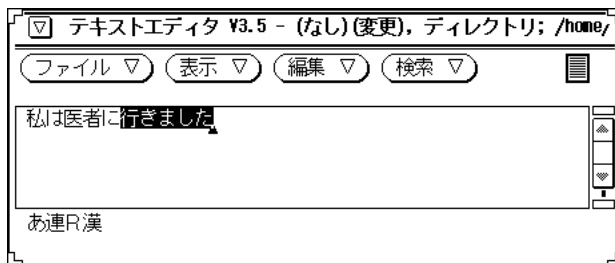 テキストエディタ V3.5 - (なし)(変更), ディレクトリ; /home/
ファイル ▽ 表示 ▽ 編集 ▽ 検索 ▽
私は医者に行きました
あ連R漢